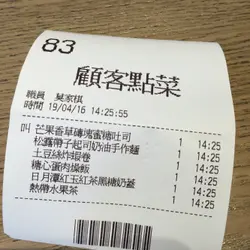 83
顧客點菜
職員 莫家棋
時間 19/04/16 14:25:55
叫 芒果香草磚塊蜜糖吐司 1 14:25
松露帶子起司奶油手作麵 1 14:25
土豆絲炸蝦卷 1 14:25
糖心蛋肉燥飯 1 14:25
日月潭紅玉紅茶黑糖奶蓋 1 14:25
熱帶水果茶 1 14:25